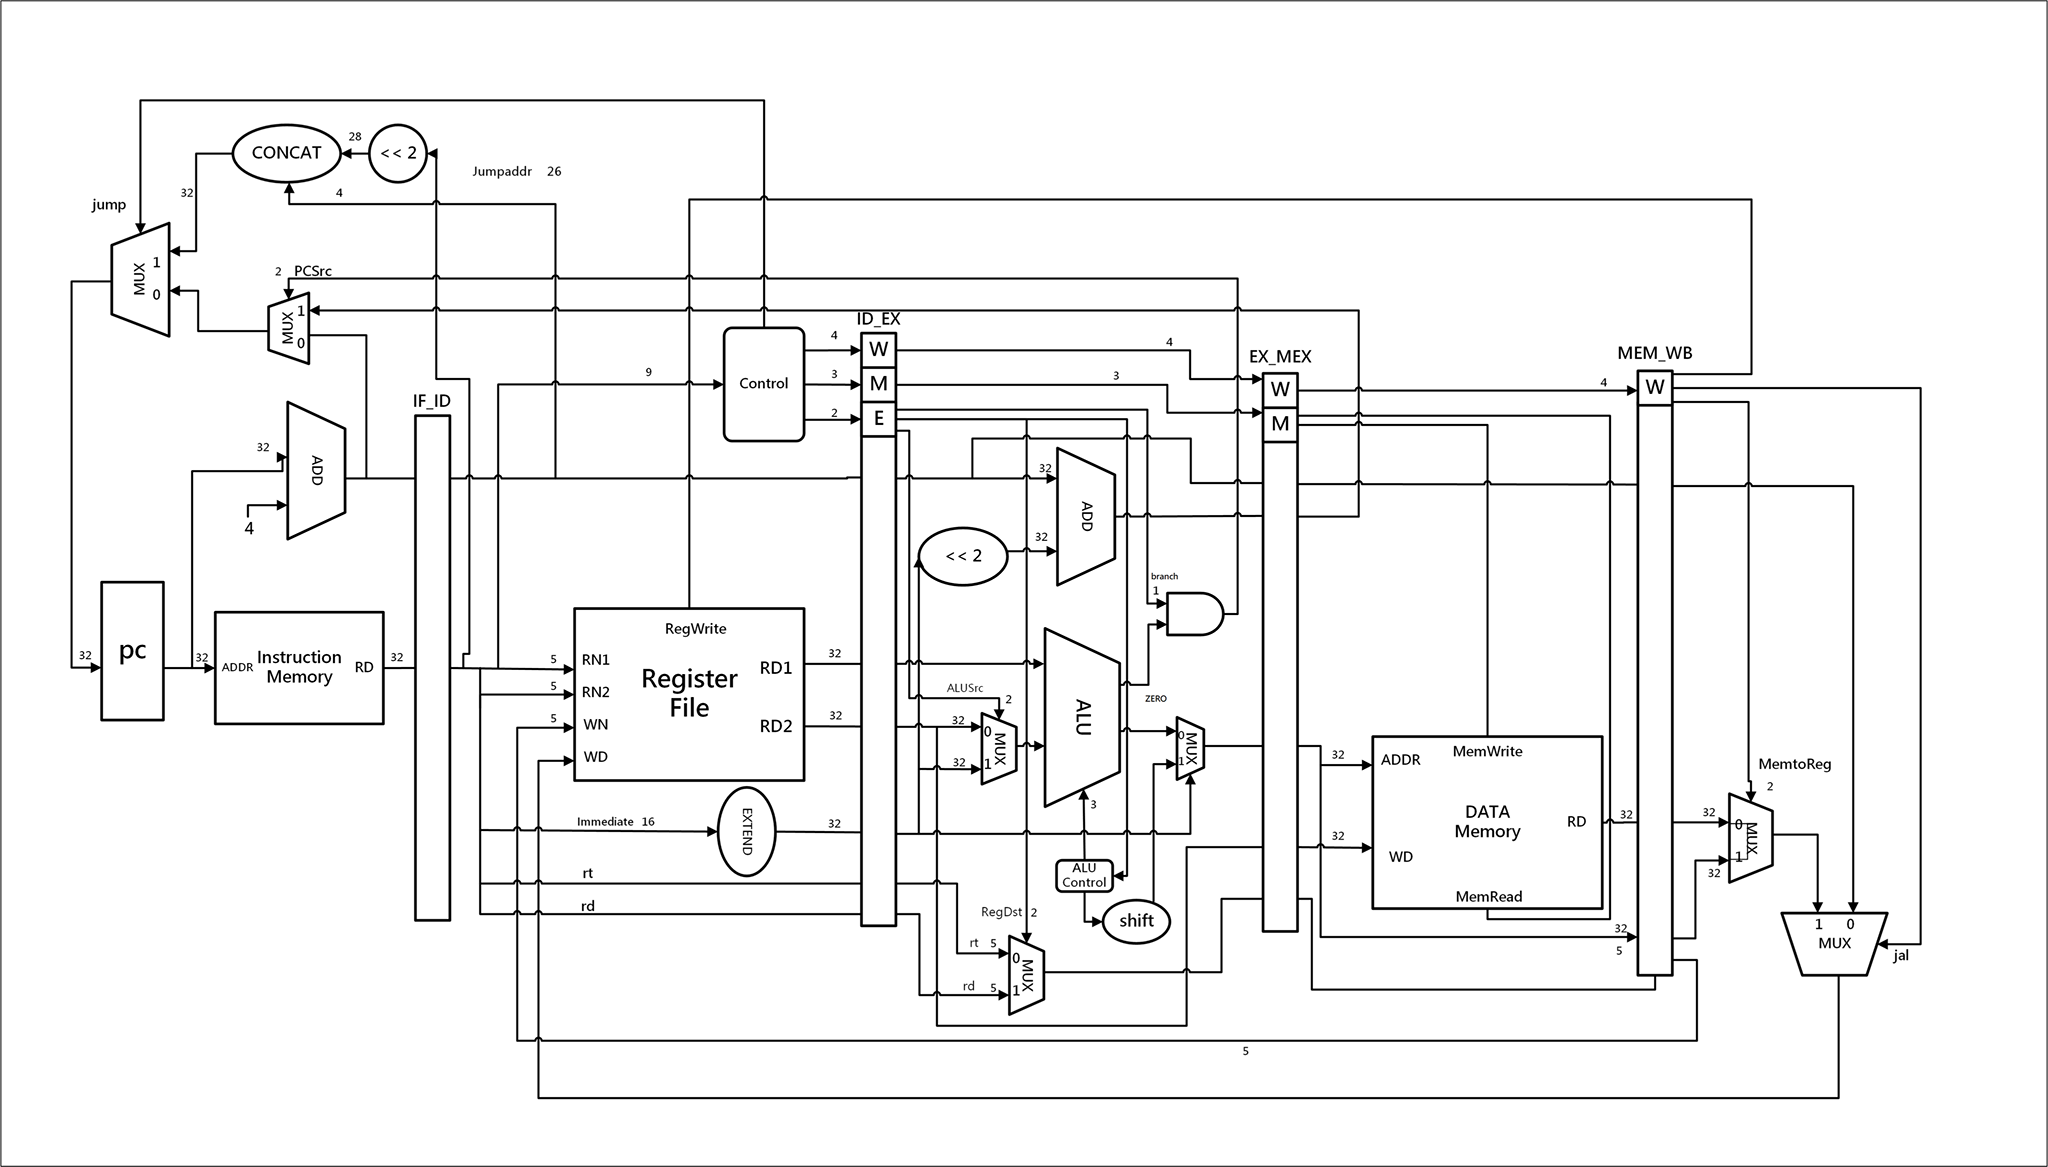 CONCAT
28
<< 2
Jumpaddr 26
4
32
jump
MUX
1
0
2
PCSrc
MUX
1
0
32
ADD
4
IF_ID
9
Control
4
3
2
ID_EX
W
M
E
4
3
EX_MEX
W
M
4
MEM_WB
W
32
ADD
32
<< 2
branch
1
32
pc
32
ADDR
Instruction
Memory
RD
32
RegWrite
Register
File
5
RN1
5
RN2
5
WN
WD
RD1
RD2
32
32
ALUSrc
2
32
0
MUX
32
1
ALU
ZERO
0
MUX
1
3
ALU
Control
shift
Immediate 16
EXTEND
32
rt
rd
RegDst 2
rt 5
0
MUX
rd 5
1
32
ADDR
MemWrite
DATA
Memory
RD
32
32
WD
MemRead
32
5
MemtoReg
2
32
0
MUX
1
32
1 0
MUX
jal
5